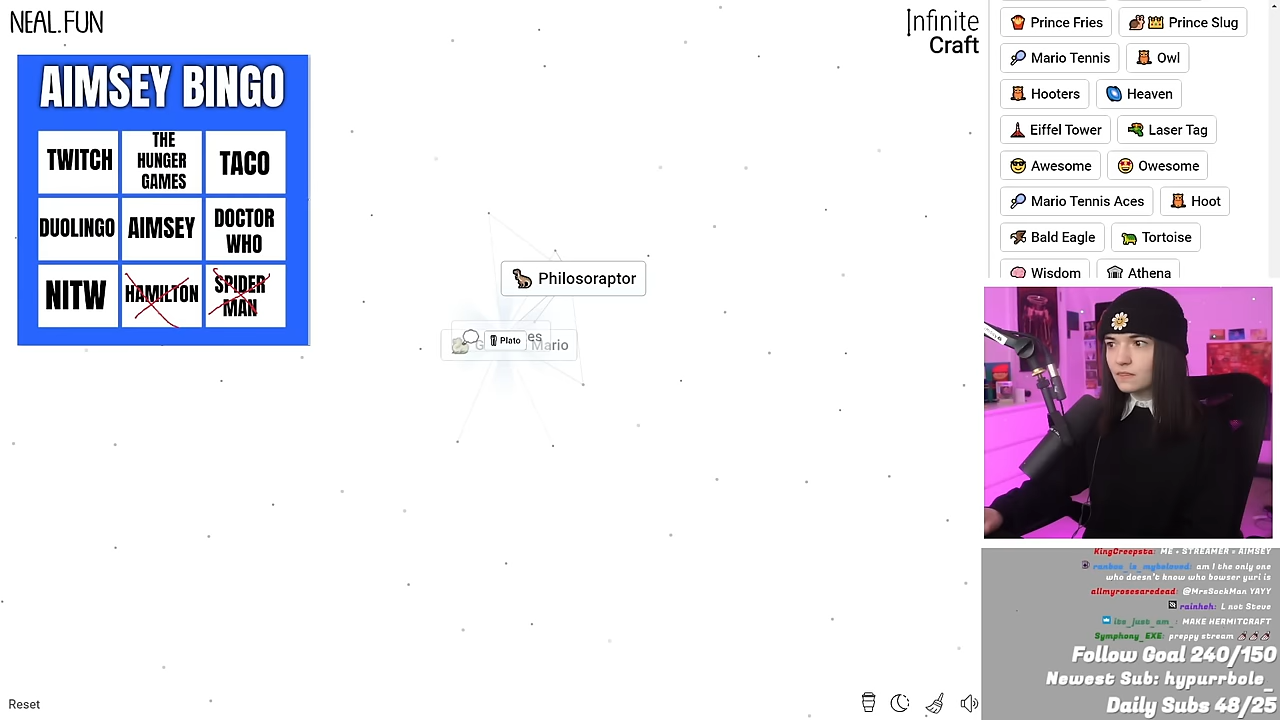 NEAL.FUN
Infinite
Craft
AIMSEY BINGO
TWITCH
THE
HUNGER
GAMES
TACO
DUOLINGO
AIMSEY
DOCTOR
WHO
NITW
HAMILTON
SPIDER
MAN
Philosoraptor
Plato
es
Mario
Prince Fries
Prince Slug
Mario Tennis
Owl
Hooters
Heaven
Eiffel Tower
Laser Tag
Awesome
Owesome
Mario Tennis Aces
Hoot
Bald Eagle
Tortoise
Wisdom
Athena
KingCreepsta: ME + STREAMER = AIMSEY
ranboo_is_mybeloved: am I the only one
who doesn't know who bowser yuri is
allmyrosesaredead: @MrsSockMan YAYY
rainhoh: L not Steve
its_just_am_: MAKE HERMITCRAFT
Symphony_EXE: preppy stream
Follow Goal 240/150
Newest Sub: hypurrbole_
Daily Subs 48/25
Reset